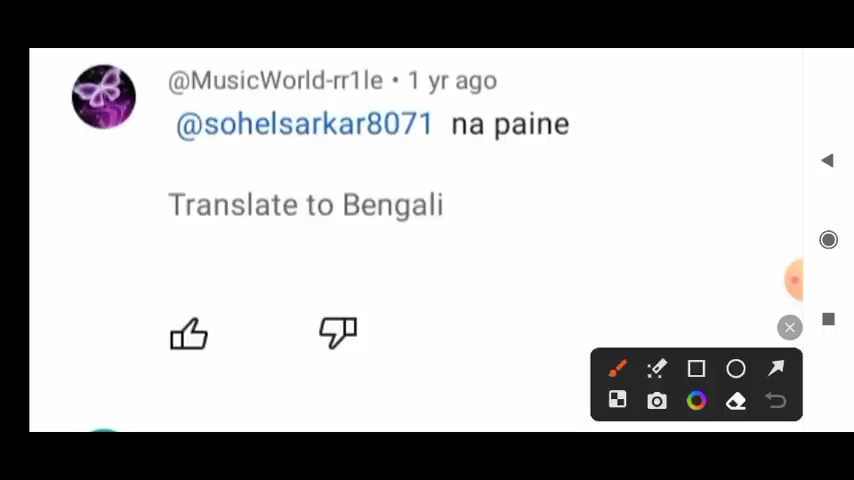 @MusicWorld-rr1le • 1 yr ago
@sohelsarkar8071 na paine
Translate to Bengali